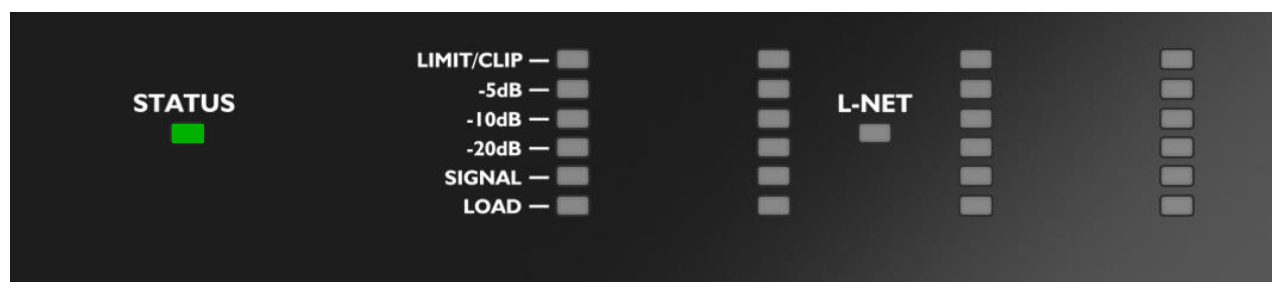 STATUS
LIMIT/CLIP
-5dB
-10dB
-20dB
SIGNAL
LOAD
L-NET